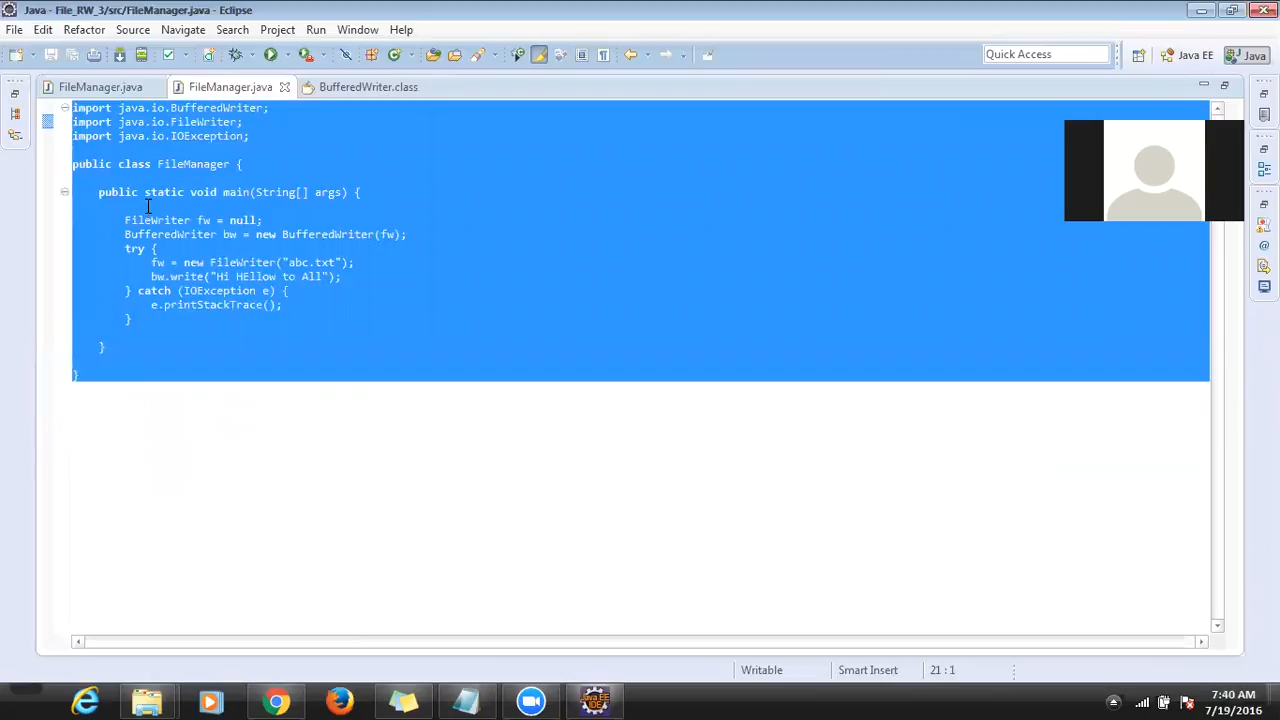 Java - File_RW_3/src/FileManager.java - Eclipse
File Edit Refactor Source Navigate Search Project Run Window Help
Quick Access
Java EE
Java
FileManager.java
FileManager.java
BufferedWriter.class
import java.io.BufferedWriter;
import java.io.FileWriter;
import java.io.IOException;
public class FileManager {
public static void main(String[] args) {
FileWriter fw = null;
BufferedWriter bw = new BufferedWriter(fw);
try {
fw = new FileWriter("abc.txt");
bw.write("Hi HEllow to All");
} catch (IOException e) {
e.printStackTrace();
}
}
}
Writable
Smart Insert
21 : 1
Java EE
IDE
7:40 AM
7/19/2016